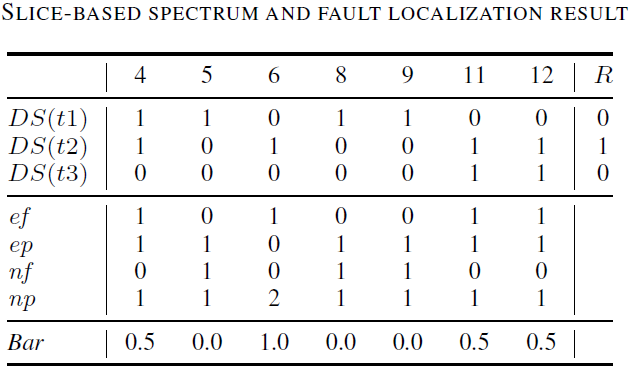 SLICE-BASED SPECTRUM AND FAULT LOCALIZATION RESULT
4 5 6 8 9 11 12 R
DS(t1) 1 1 0 1 1 0 0 0
DS(t2) 1 0 1 0 0 1 1 1
DS(t3) 0 0 0 0 0 1 1 0
ef 1 0 1 0 0 1 1
ep 1 1 0 1 1 1 1
nf 0 1 0 1 1 0 0
np 1 1 2 1 1 1 1
Bar 0.5 0.0 1.0 0.0 0.0 0.5 0.5